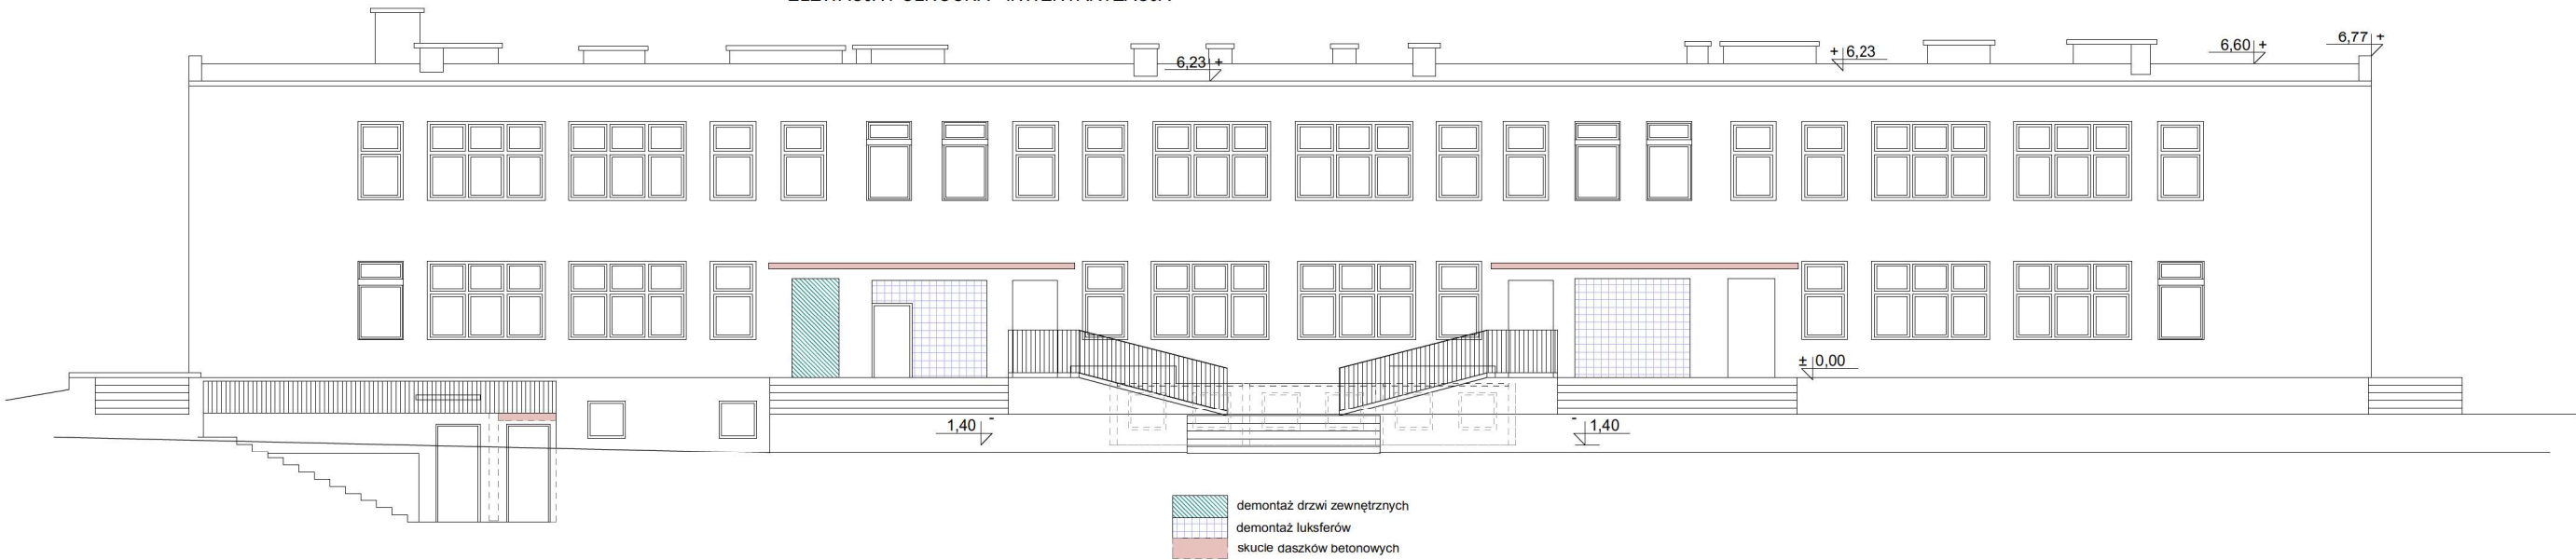 6,77 +
6,60 +
+ 6,23
6,23 +
± 0,00
1,40 -
- 1,40
demontaż drzwi zewnętrznych
demontaż luksferów
skucie daszków betonowych